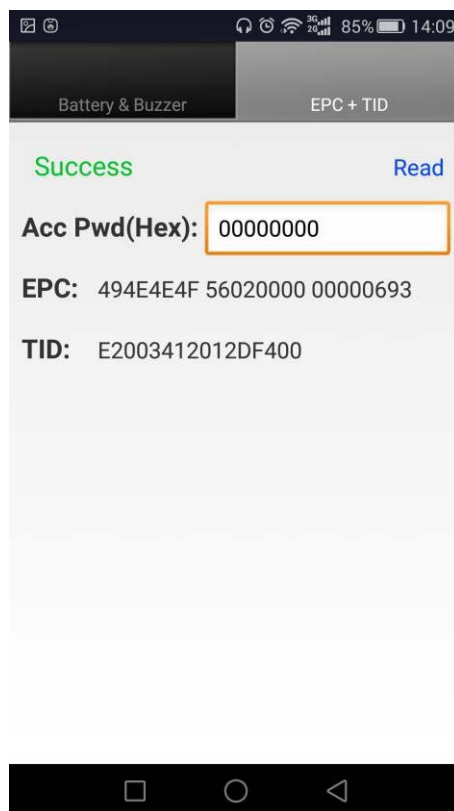 3G 2G 85% 14:09
Battery & Buzzer EPC + TID
Success Read
Acc Pwd(Hex): 00000000
EPC: 494E4E4F 56020000 00000693
TID: E2003412012DF400